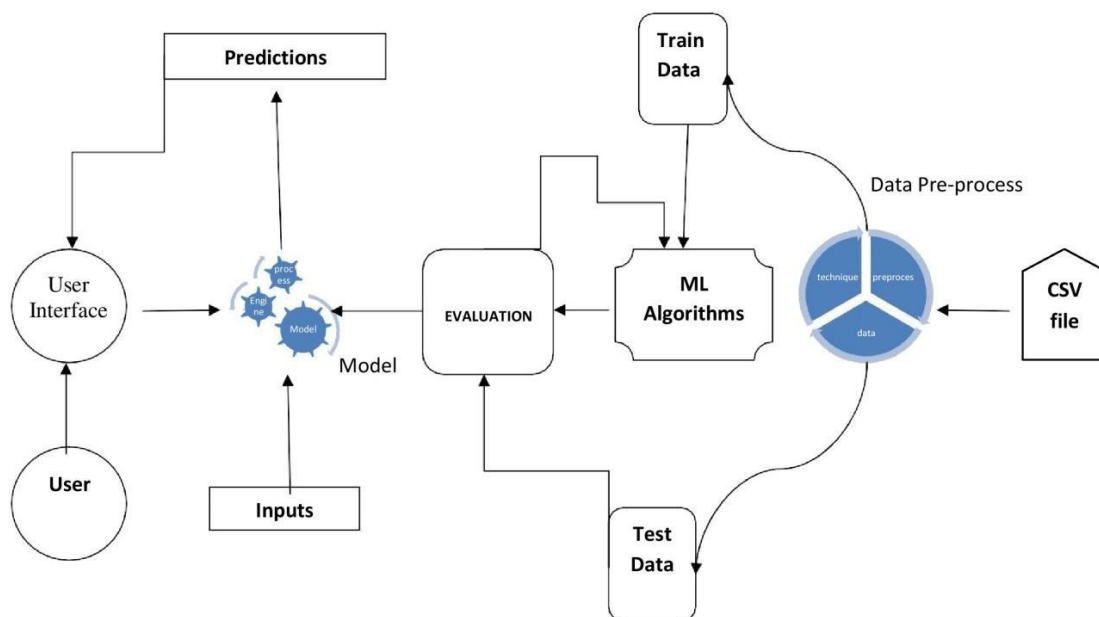 Predictions
Train
Data
Data Pre-process
technique
preproces
data
CSV
file
User
Interface
proc
ess
Engi
ne
Model
Model
EVALUATION
ML
Algorithms
User
Inputs
Test
Data